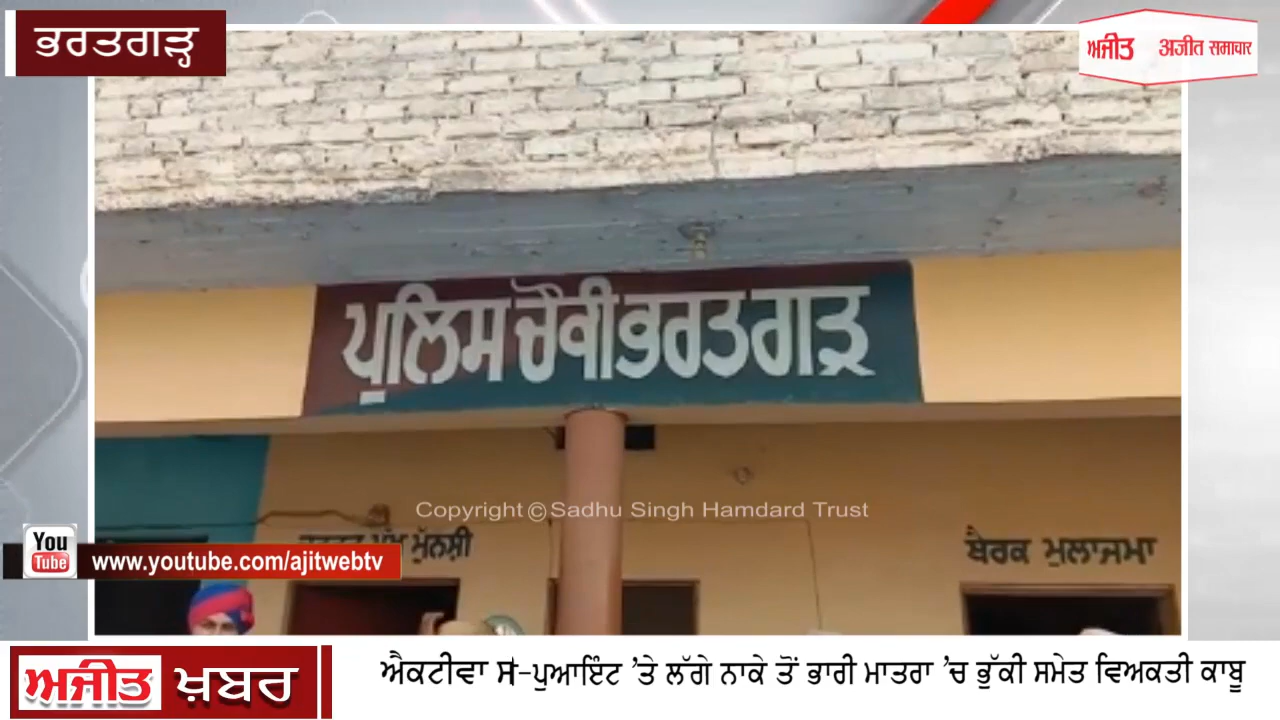 ਭਰਤਗੜ੍ਹ
ਅਜੀਤ अजीत समाचार
ਪੁਲਿਸ ਚੌਕੀ ਭਰਤਗੜ੍ਹ
Copyright © Sadhu Singh Hamdard Trust
ਮੁੱਨਸ਼ੀ
ਬੈਰਕ ਮੁਲਾਜਮਾ
You Tube www.youtube.com/ajitwebtv
ਅਜੀਤ ਖ਼ਬਰ
ਐਕਟੀਵਾ -ਪੁਆਇੰਟ 'ਤੇ ਲੱਗੇ ਨਾਕੇ ਤੋਂ ਭਾਰੀ ਮਾਤਰਾ 'ਚ ਭੁੱਕੀ ਸਮੇਤ ਵਿਅਕਤੀ ਕਾਬੂ